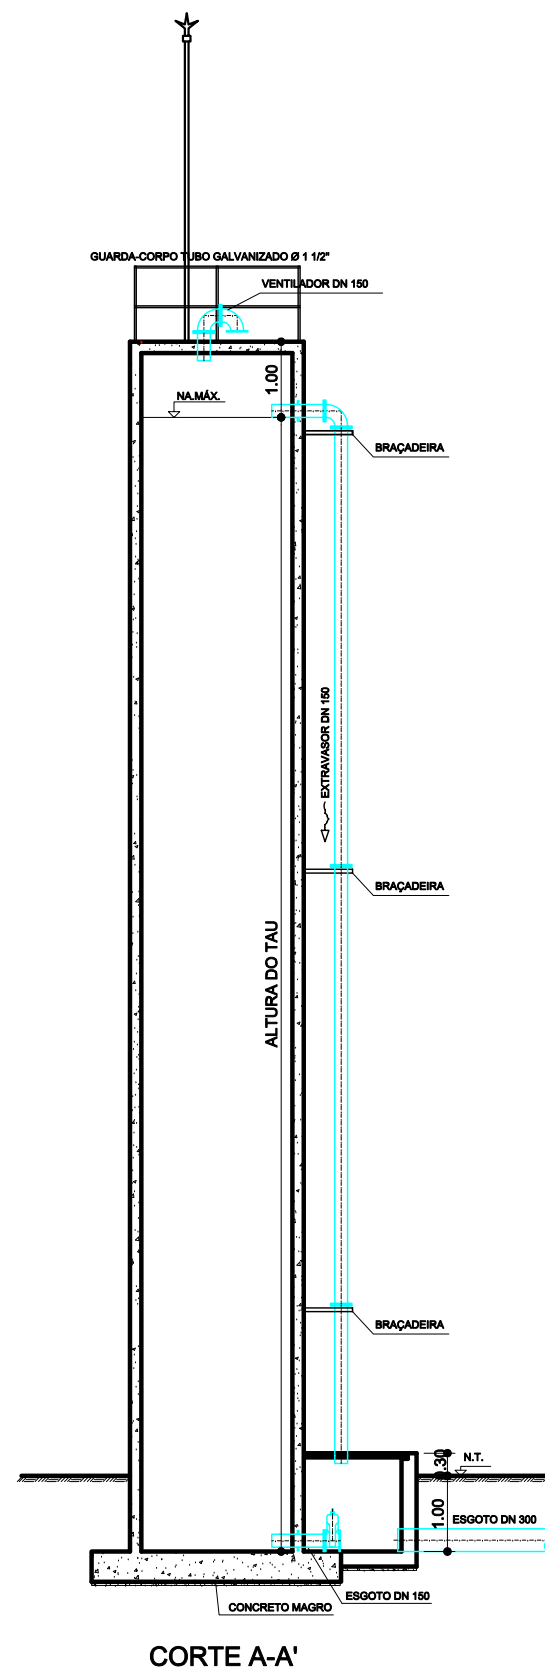 GUARDA-CORPO TUBO GALVANIZADO Ø 1 1/2"
VENTILADOR DN 150
1.00
NA.MÁX.
BRAÇADEIRA
EXTRAVASOR DN 150
BRAÇADEIRA
ALTURA DO TAU
BRAÇADEIRA
0.30
N.T.
1.00
ESGOTO DN 300
ESGOTO DN 150
CONCRETO MAGRO
CORTE A-A'